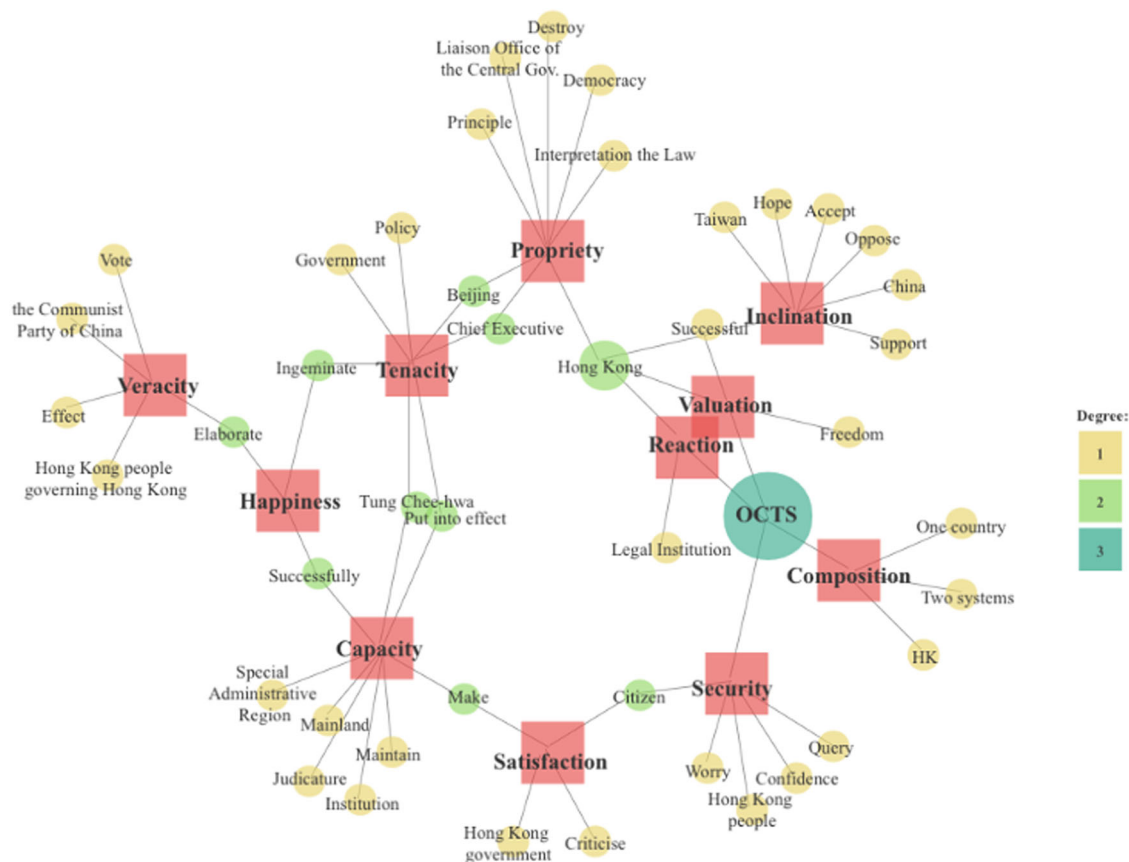 Destroy
Liaison Office of
the Central Gov.
Democracy
Principle
Interpretation the Law
Propriety
Policy
Government
Beijing
Chief Executive
Tenacity
Ingeminate
Taiwan
Hope
Accept
Oppose
China
Inclination
Support
Successful
Hong Kong
Valuation
Freedom
Reaction
Legal Institution
OCTS
Vote
the Communist
Party of China
Veracity
Effect
Elaborate
Hong Kong people
governing Hong Kong
Happiness
Tung Chee-hwa
Put into effect
Successfully
Capacity
Special
Administrative
Region
Mainland
Maintain
Judicature
Institution
Make
Citizen
Satisfaction
Hong Kong
government
Criticise
Security
Worry
Query
Confidence
Hong Kong
people
Composition
One country
Two systems
HK
Degree:
1
2
3